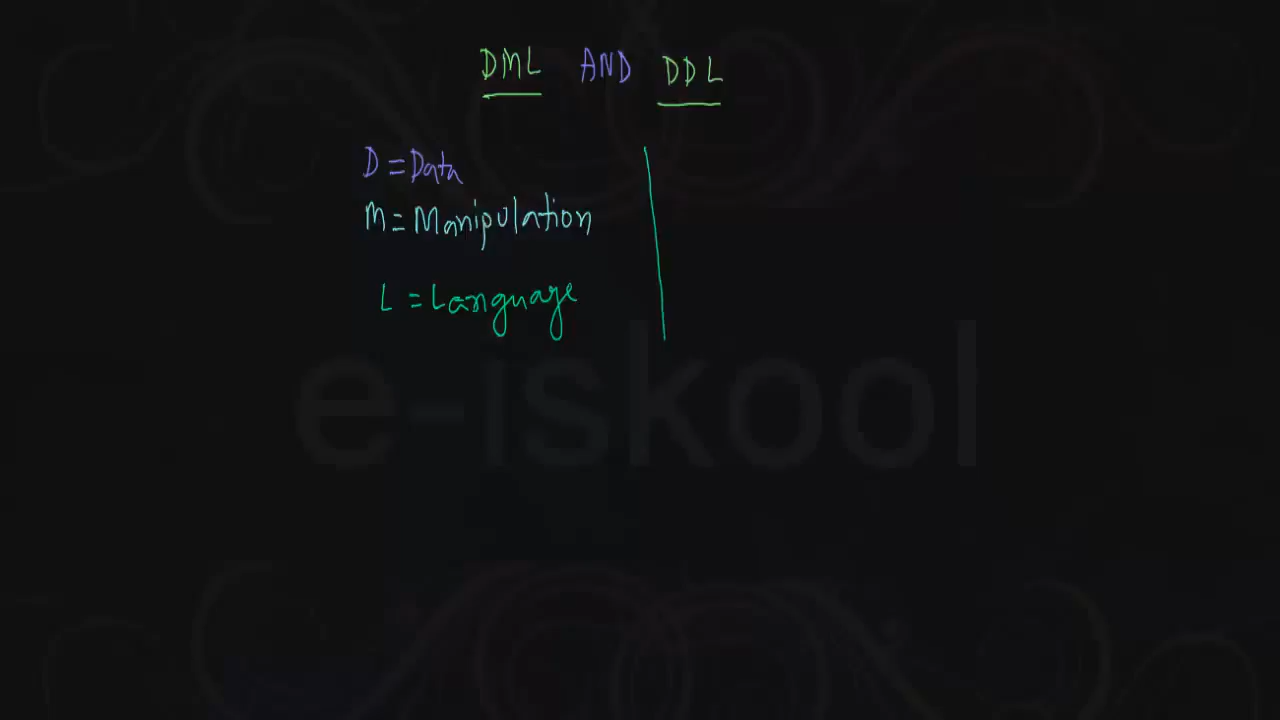 DML AND DDL
D = Data
M = Manipulation
L = Language
e-iskool